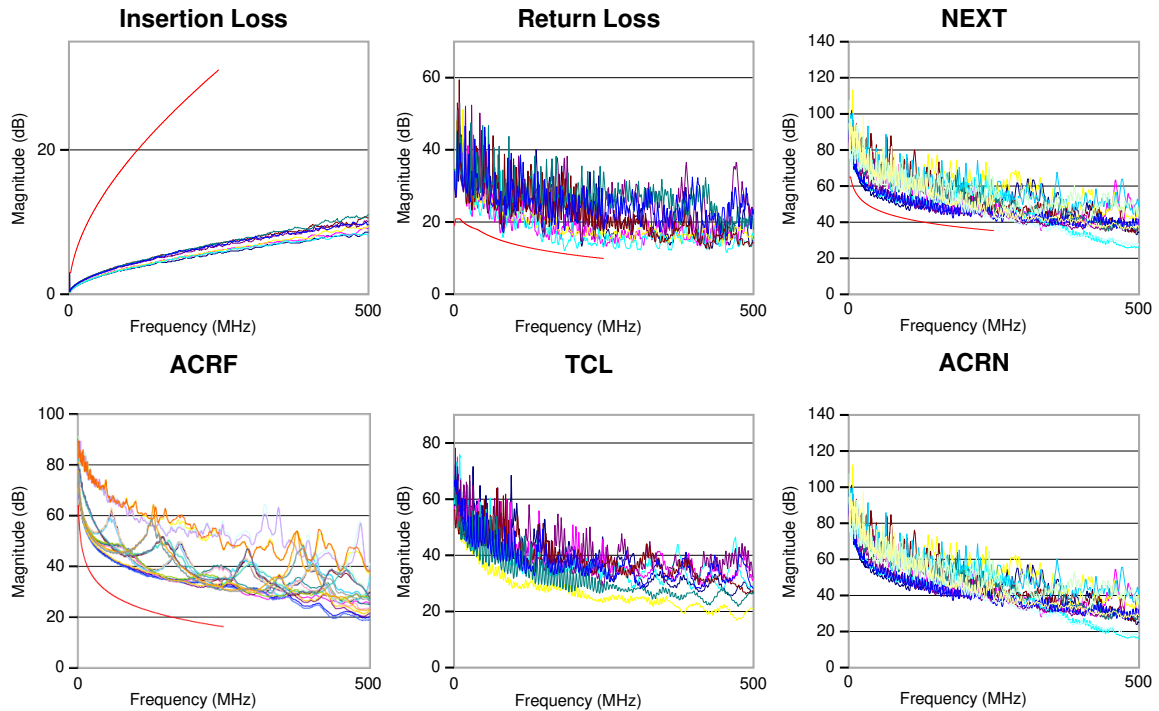 Insertion Loss
Magnitude (dB)
20
0
0
500
Frequency (MHz)
Return Loss
Magnitude (dB)
60
40
20
0
0
500
Frequency (MHz)
NEXT
Magnitude (dB)
140
120
100
80
60
40
20
0
0
500
Frequency (MHz)
ACRF
Magnitude (dB)
100
80
60
40
20
0
0
500
Frequency (MHz)
TCL
Magnitude (dB)
80
60
40
20
0
0
500
Frequency (MHz)
ACRN
Magnitude (dB)
140
120
100
80
60
40
20
0
0
500
Frequency (MHz)